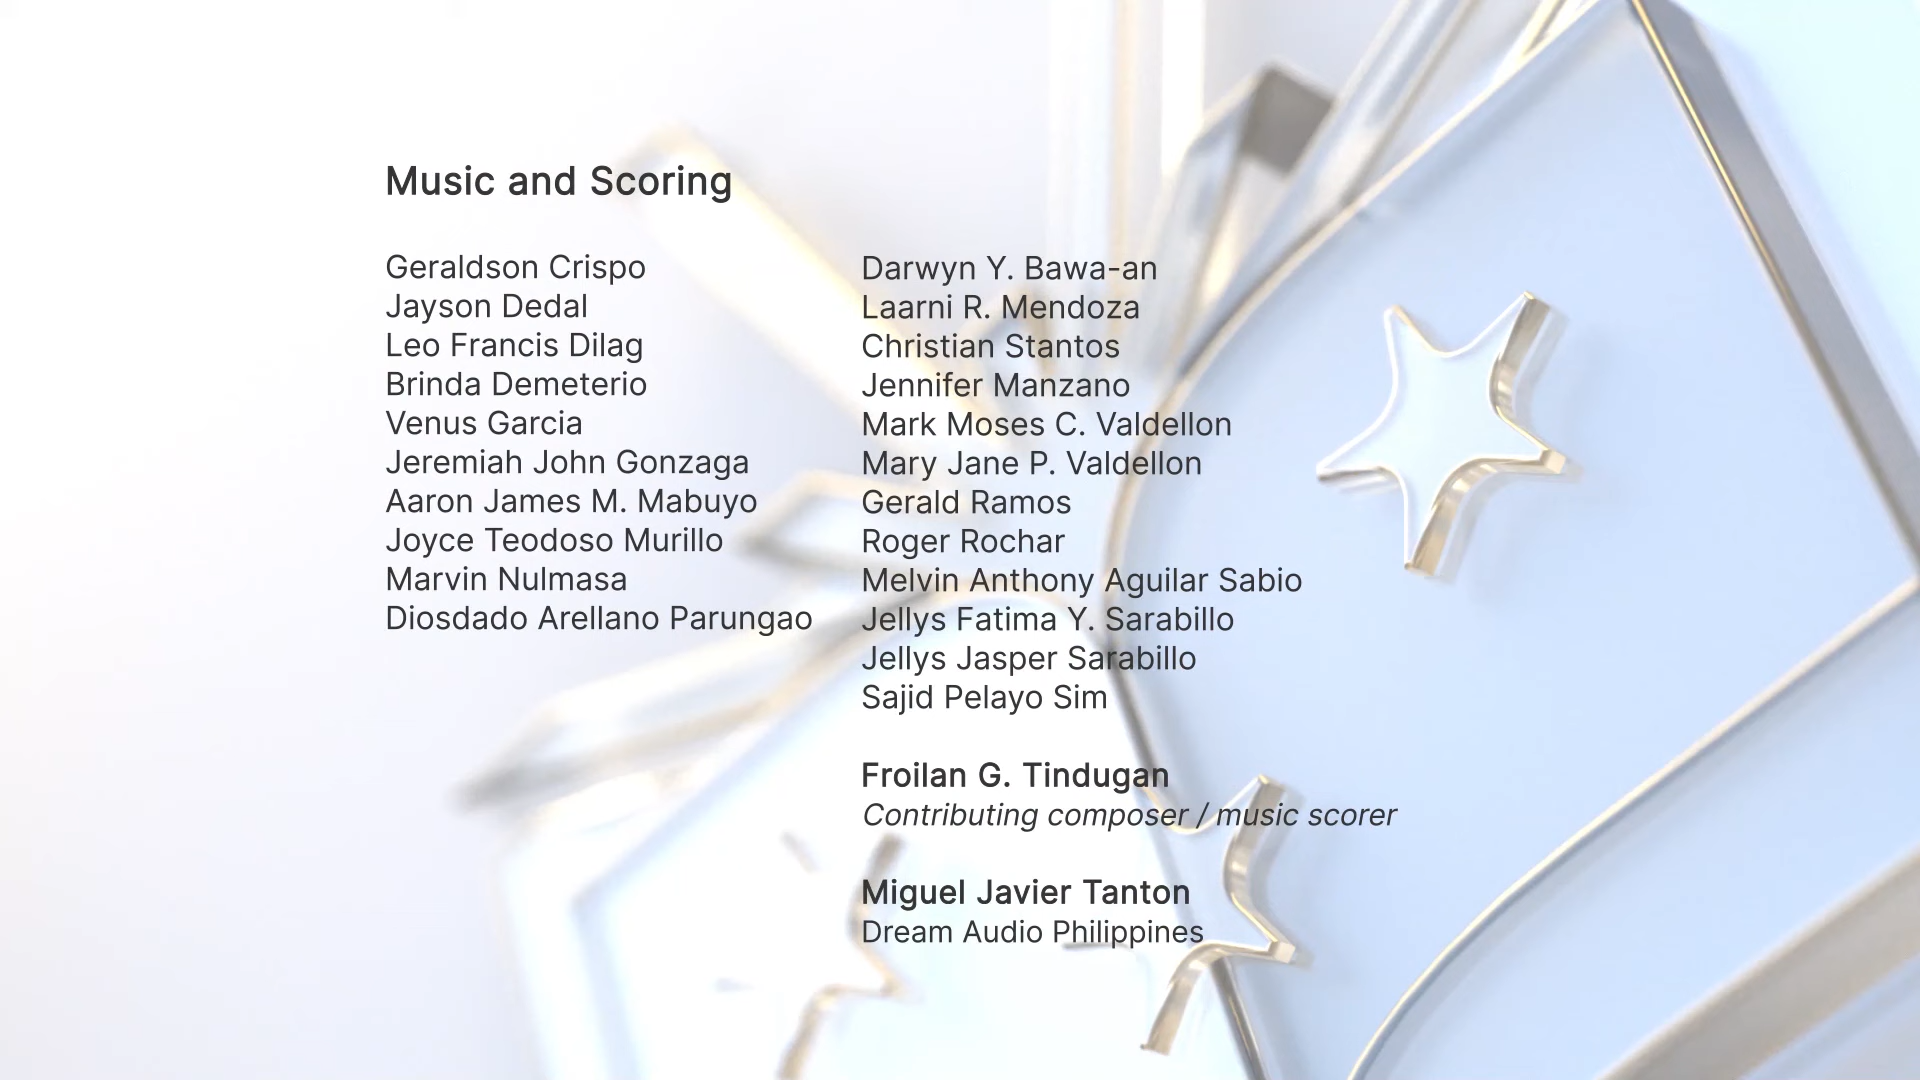 Music and Scoring
Geraldson Crispo
Jayson Dedal
Leo Francis Dilag
Brinda Demeterio
Venus Garcia
Jeremiah John Gonzaga
Aaron James M. Mabuyo
Joyce Teodoso Murillo
Marvin Nulmasa
Diosdado Arellano Parungao
Darwyn Y. Bawa-an
Laarni R. Mendoza
Christian Stantos
Jennifer Manzano
Mark Moses C. Valdellon
Mary Jane P. Valdellon
Gerald Ramos
Roger Rochar
Melvin Anthony Aguilar Sabio
Jellys Fatima Y. Sarabillo
Jellys Jasper Sarabillo
Sajid Pelayo Sim
Froilan G. Tindugan
Contributing composer / music scorer
Miguel Javier Tanton
Dream Audio Philippines